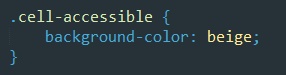 .cell-accessible {
    background-color: beige;
}